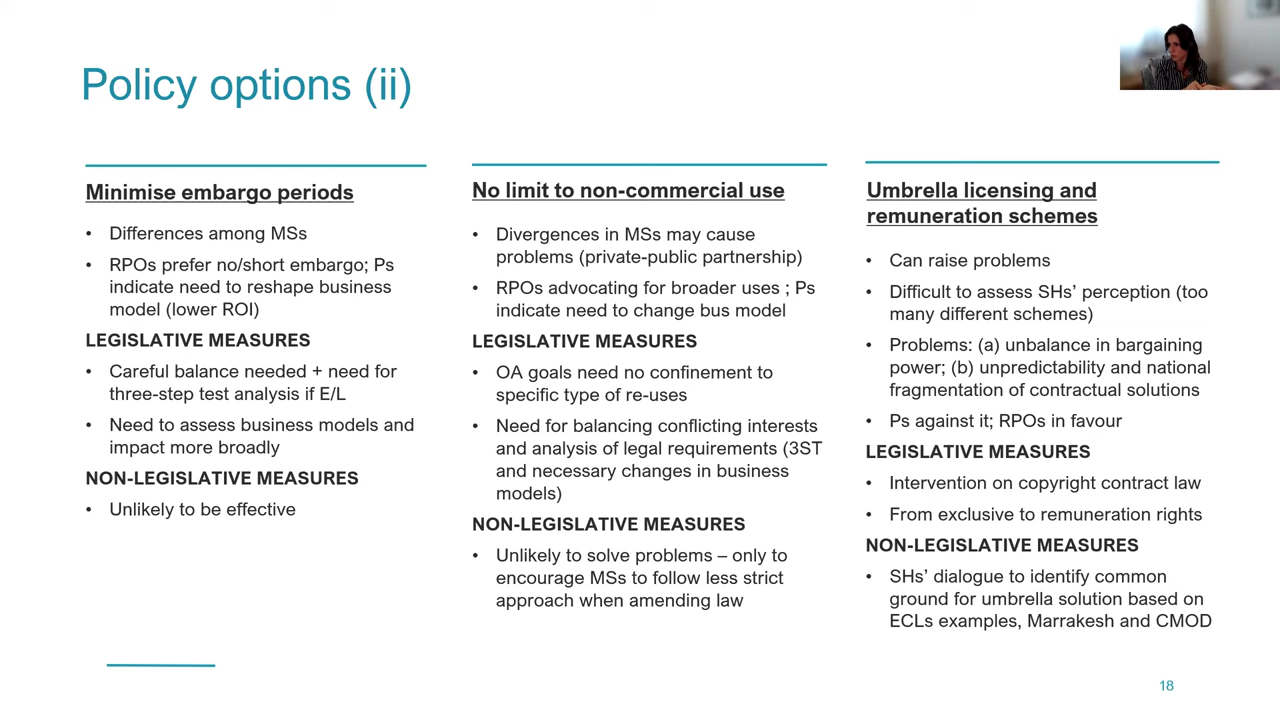 Policy options (ii)
Minimise embargo periods
• Differences among MSs
• RPOs prefer no/short embargo; Ps
indicate need to reshape business
model (lower ROI)
LEGISLATIVE MEASURES
• Careful balance needed + need for
three-step test analysis if E/L
• Need to assess business models and
impact more broadly
NON-LEGISLATIVE MEASURES
• Unlikely to be effective
No limit to non-commercial use
• Divergences in MSs may cause
problems (private-public partnership)
• RPOs advocating for broader uses ; Ps
indicate need to change bus model
LEGISLATIVE MEASURES
• OA goals need no confinement to
specific type of re-uses
• Need for balancing conflicting interests
and analysis of legal requirements (3ST
and necessary changes in business
models)
NON-LEGISLATIVE MEASURES
• Unlikely to solve problems – only to
encourage MSs to follow less strict
approach when amending law
Umbrella licensing and
remuneration schemes
• Can raise problems
• Difficult to assess SHs’ perception (too
many different schemes)
• Problems: (a) unbalance in bargaining
power; (b) unpredictability and national
fragmentation of contractual solutions
• Ps against it; RPOs in favour
LEGISLATIVE MEASURES
• Intervention on copyright contract law
• From exclusive to remuneration rights
NON-LEGISLATIVE MEASURES
• SHs’ dialogue to identify common
ground for umbrella solution based on
ECLs examples, Marrakesh and CMOD
18